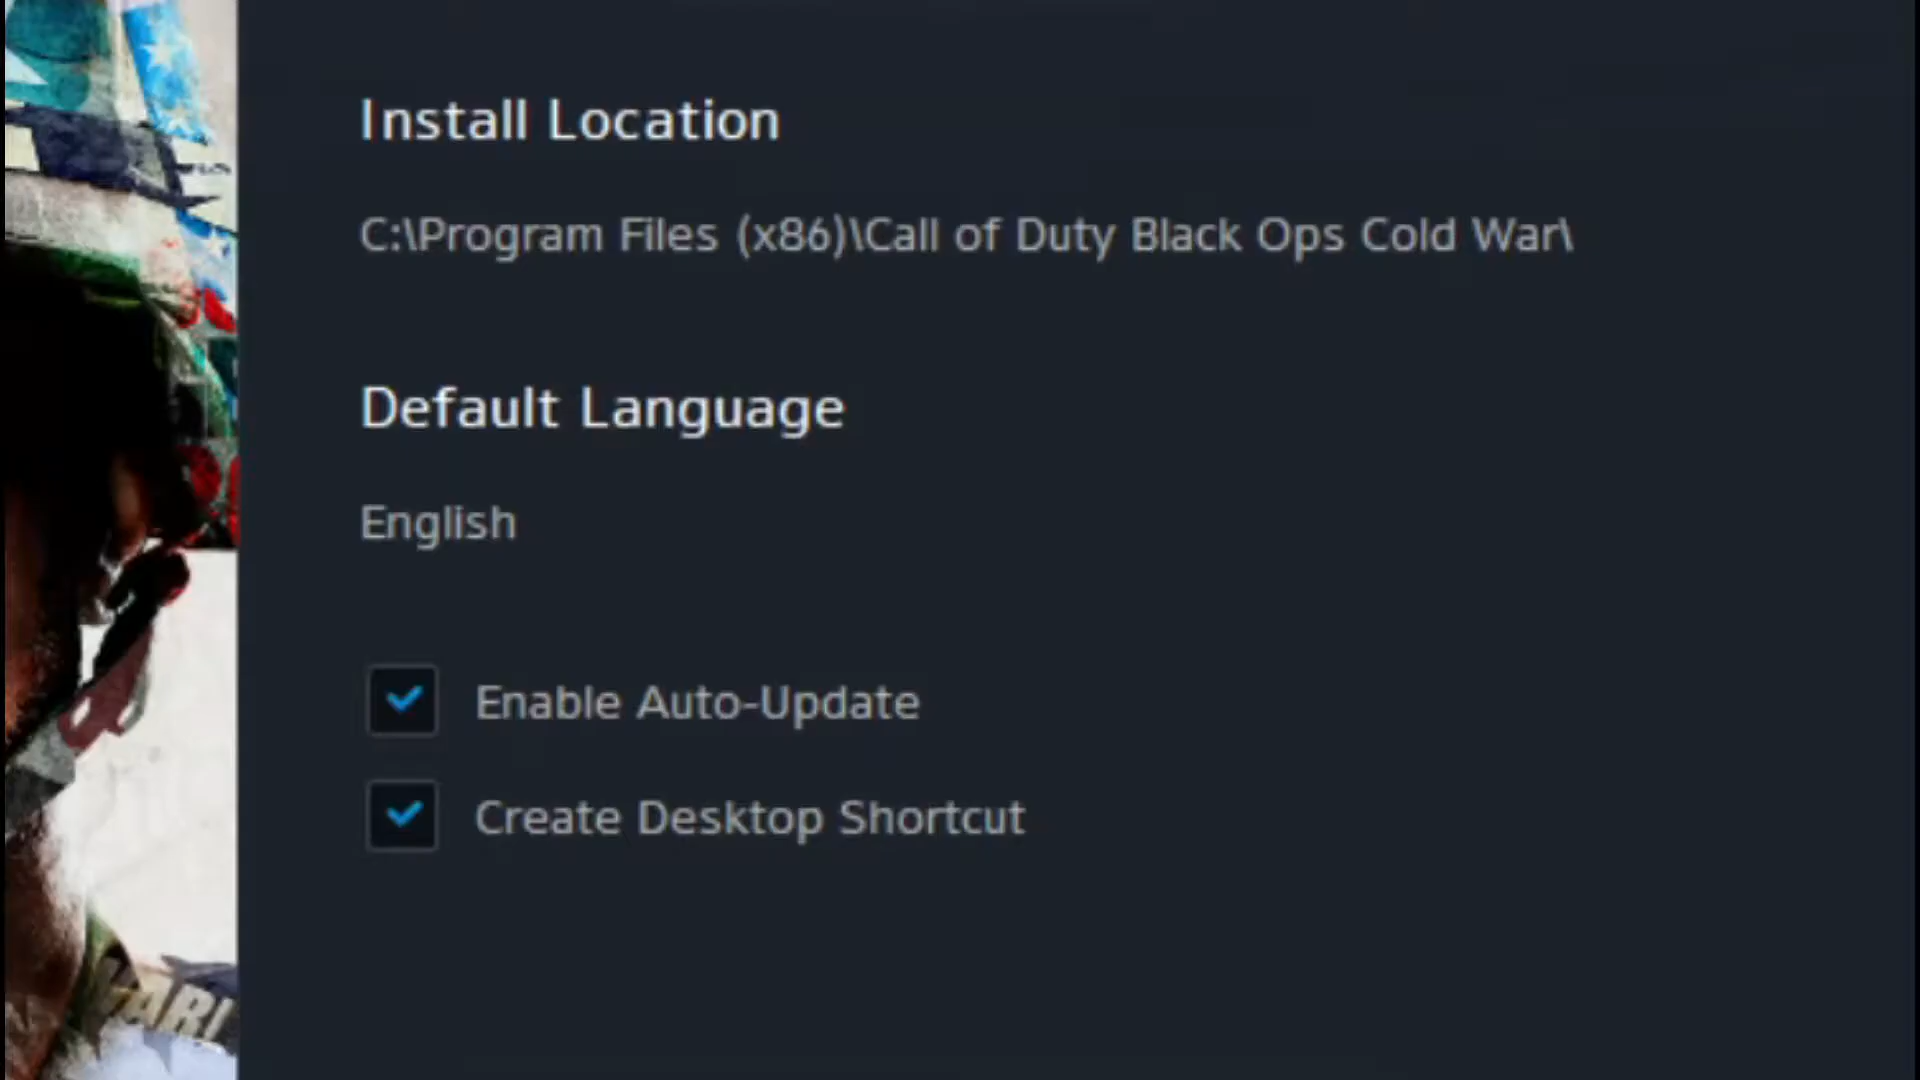 Install Location
C:\Program Files (x86)\Call of Duty Black Ops Cold War\
Default Language
English
Enable Auto-Update
Create Desktop Shortcut